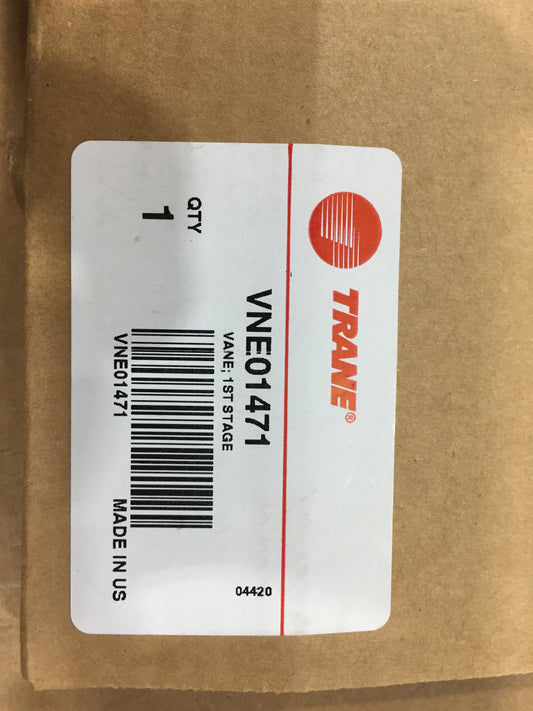 TRANE®
VNE01471
VANE; 1ST STAGE
QTY
1
VNE01471
MADE IN US
04420